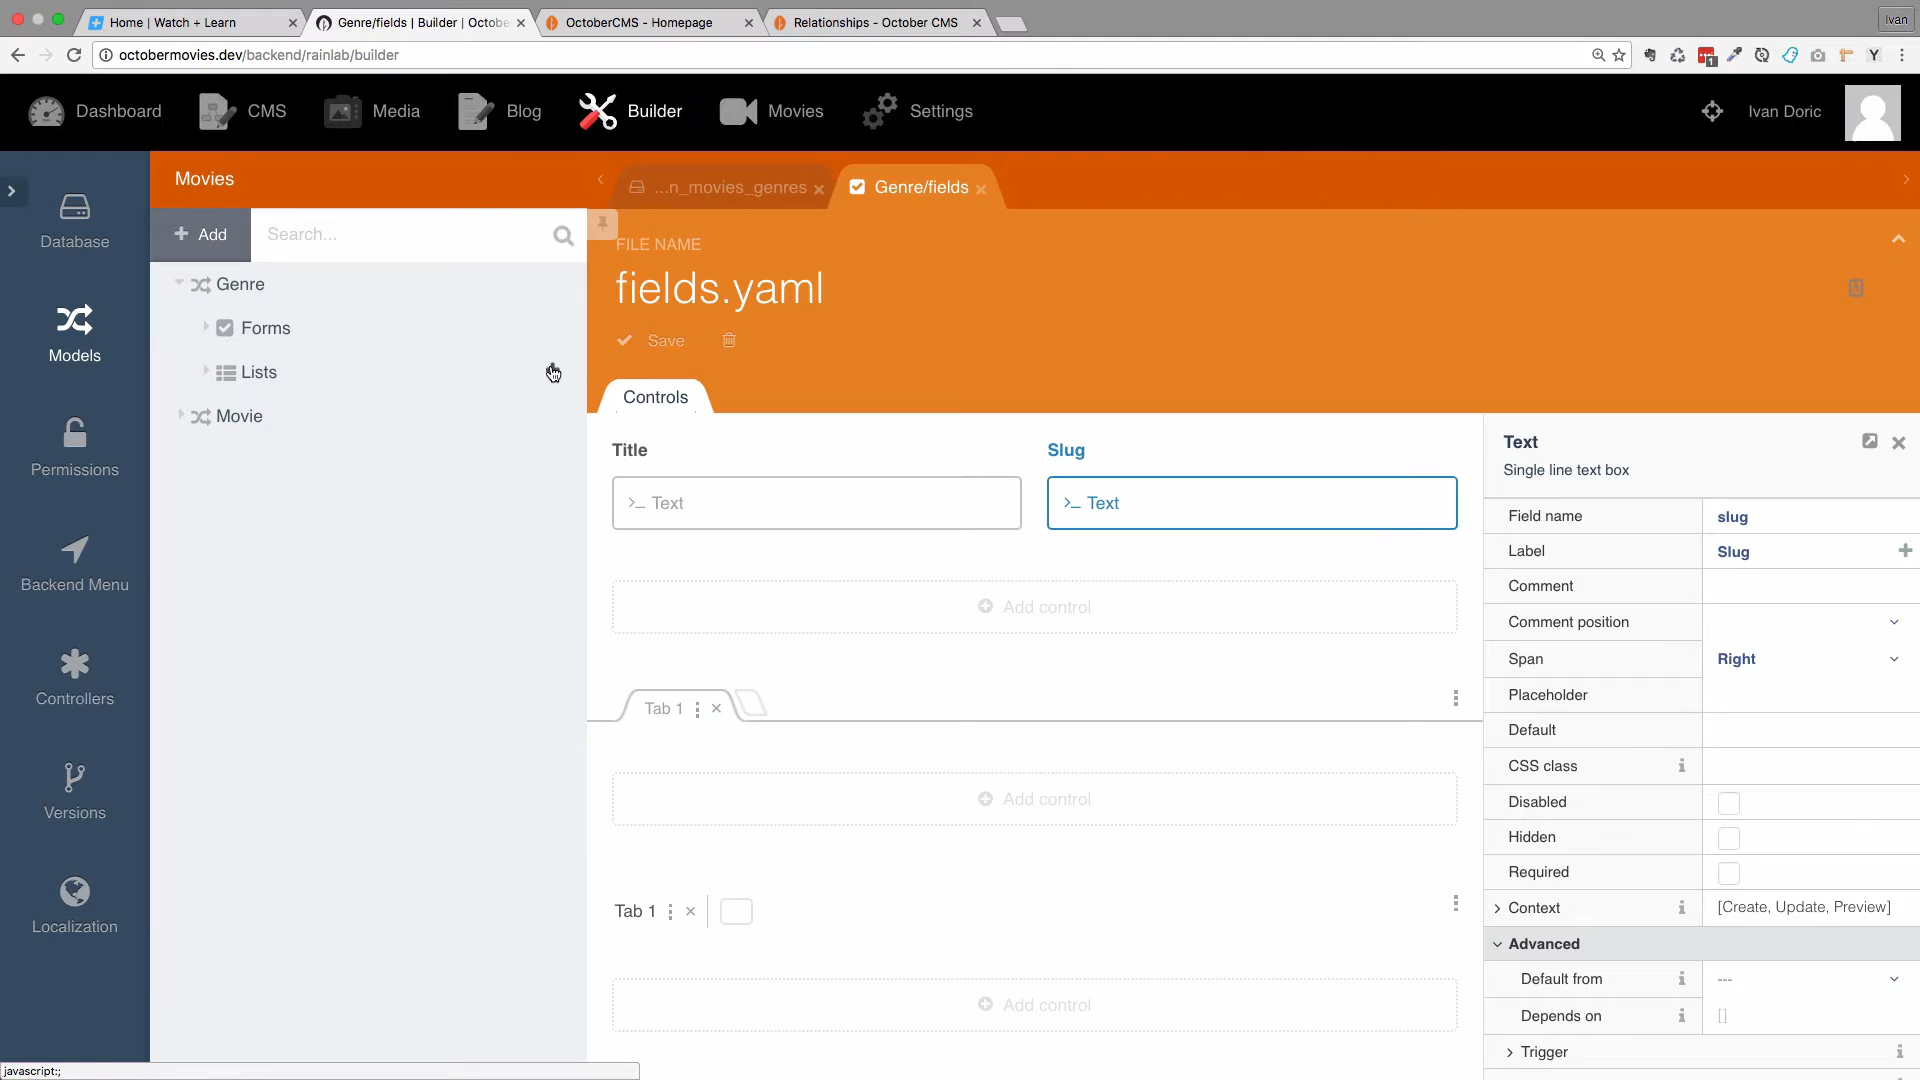 Home | Watch + Learn
Genre/fields | Builder | Octobe
OctoberCMS - Homepage
Relationships - October CMS
Ivan
octobermovies.dev/backend/rainlab/builder
1
Y
Dashboard
CMS
Media
Blog
Builder
Movies
Settings
Ivan Doric
Database
Models
Permissions
Backend Menu
Controllers
Versions
Localization
Movies
Add
Search...
Genre
Forms
Lists
Movie
...n_movies_genres
Genre/fields
FILE NAME
fields.yaml
Save
Controls
Title
Text
Slug
Text
Add control
Tab 1
Add control
Tab 1
Add control
Text
Single line text box
Field name slug
Label Slug
Comment
Comment position
Span Right
Placeholder
Default
CSS class
Disabled
Hidden
Required
Context [Create, Update, Preview]
Advanced
Default from ---
Depends on []
Trigger
javascript:;